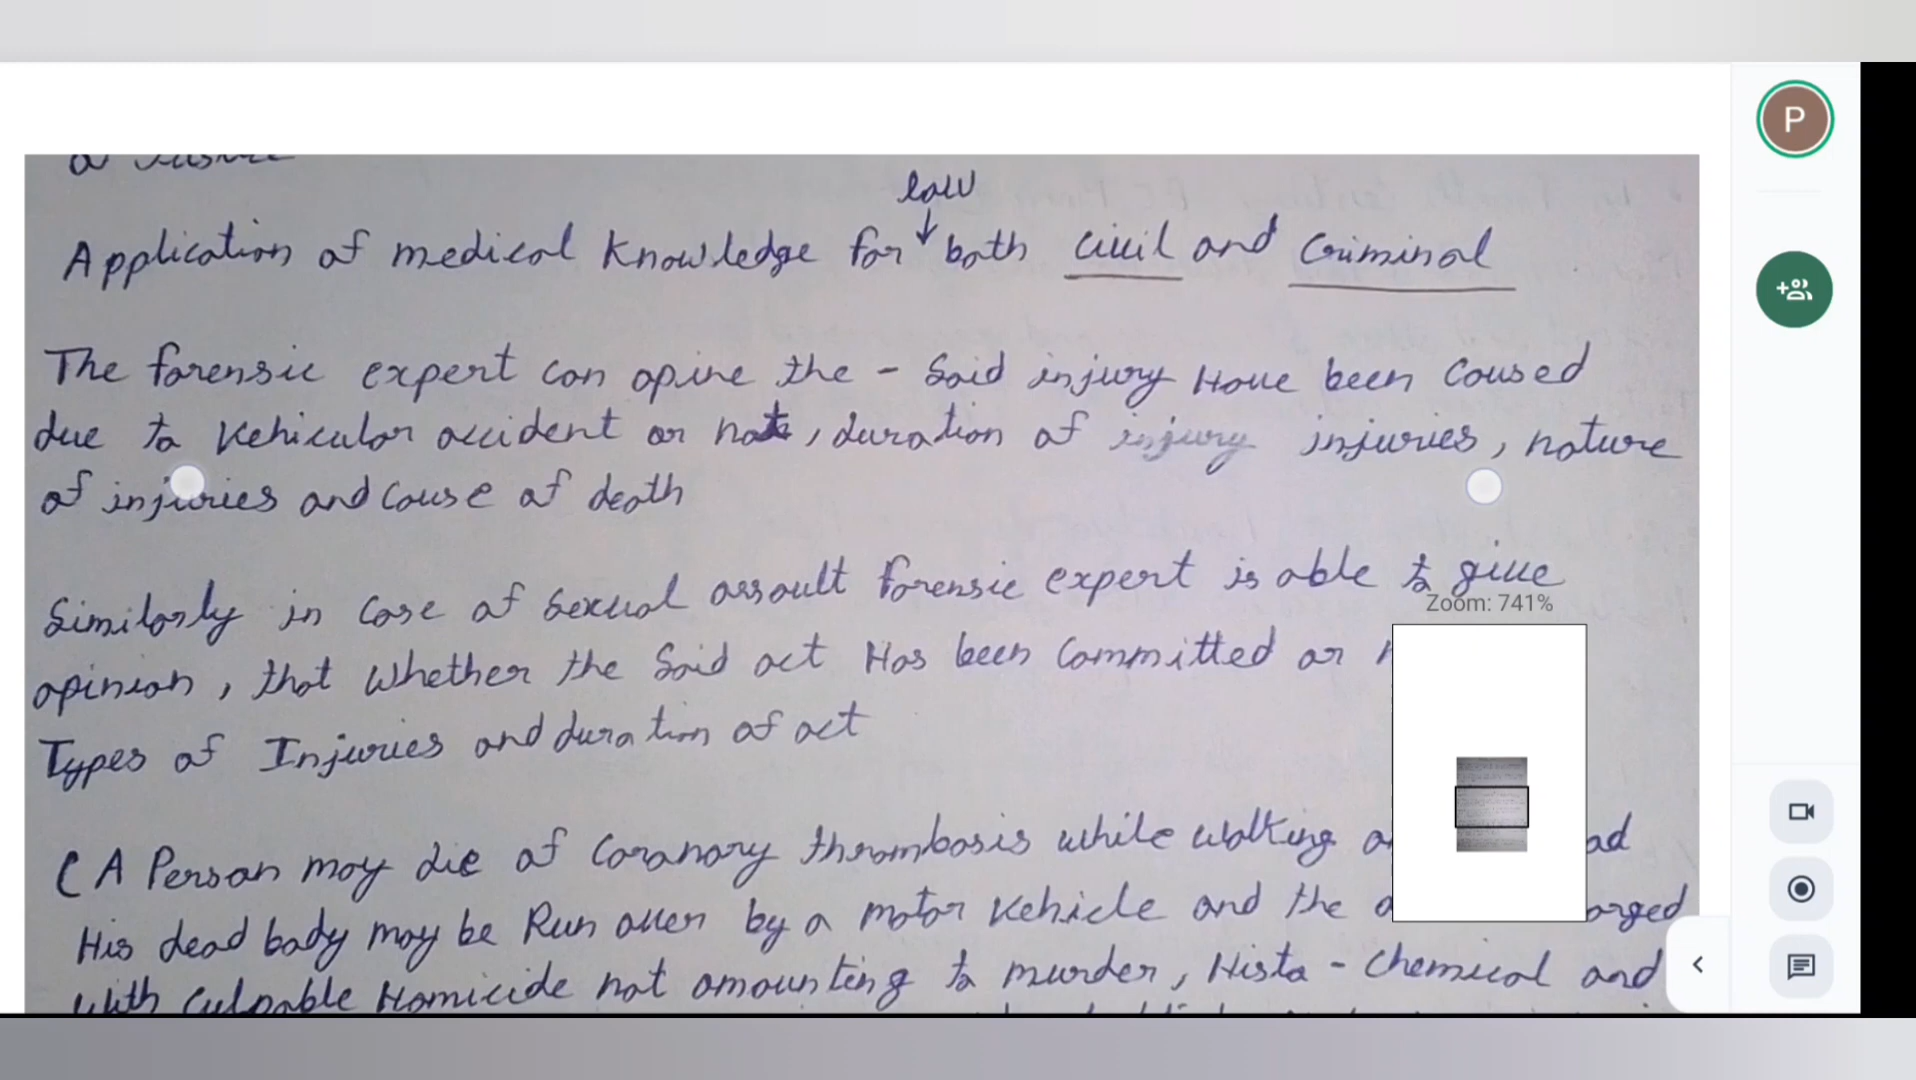 law
Application of medical Knowledge for ↓ both civil and Criminal
The forensic expert can opine the - Said injury Have been Caused
due to Vehicular accident or not, duration of injury injuries, nature
of injuries and Cause of death
Similarly in Case of Sexual assault Forensic expert is able to give
Zoom: 741%
opinion, that Whether the Said act Has been Committed or
Types of Injuries and duration of act
( A Person may die of Coronary thrombosis while walking
His dead body may be Run over by a motor Vehicle and the
with Culpable Homicide not amounting to murder, Histo - Chemical and
P